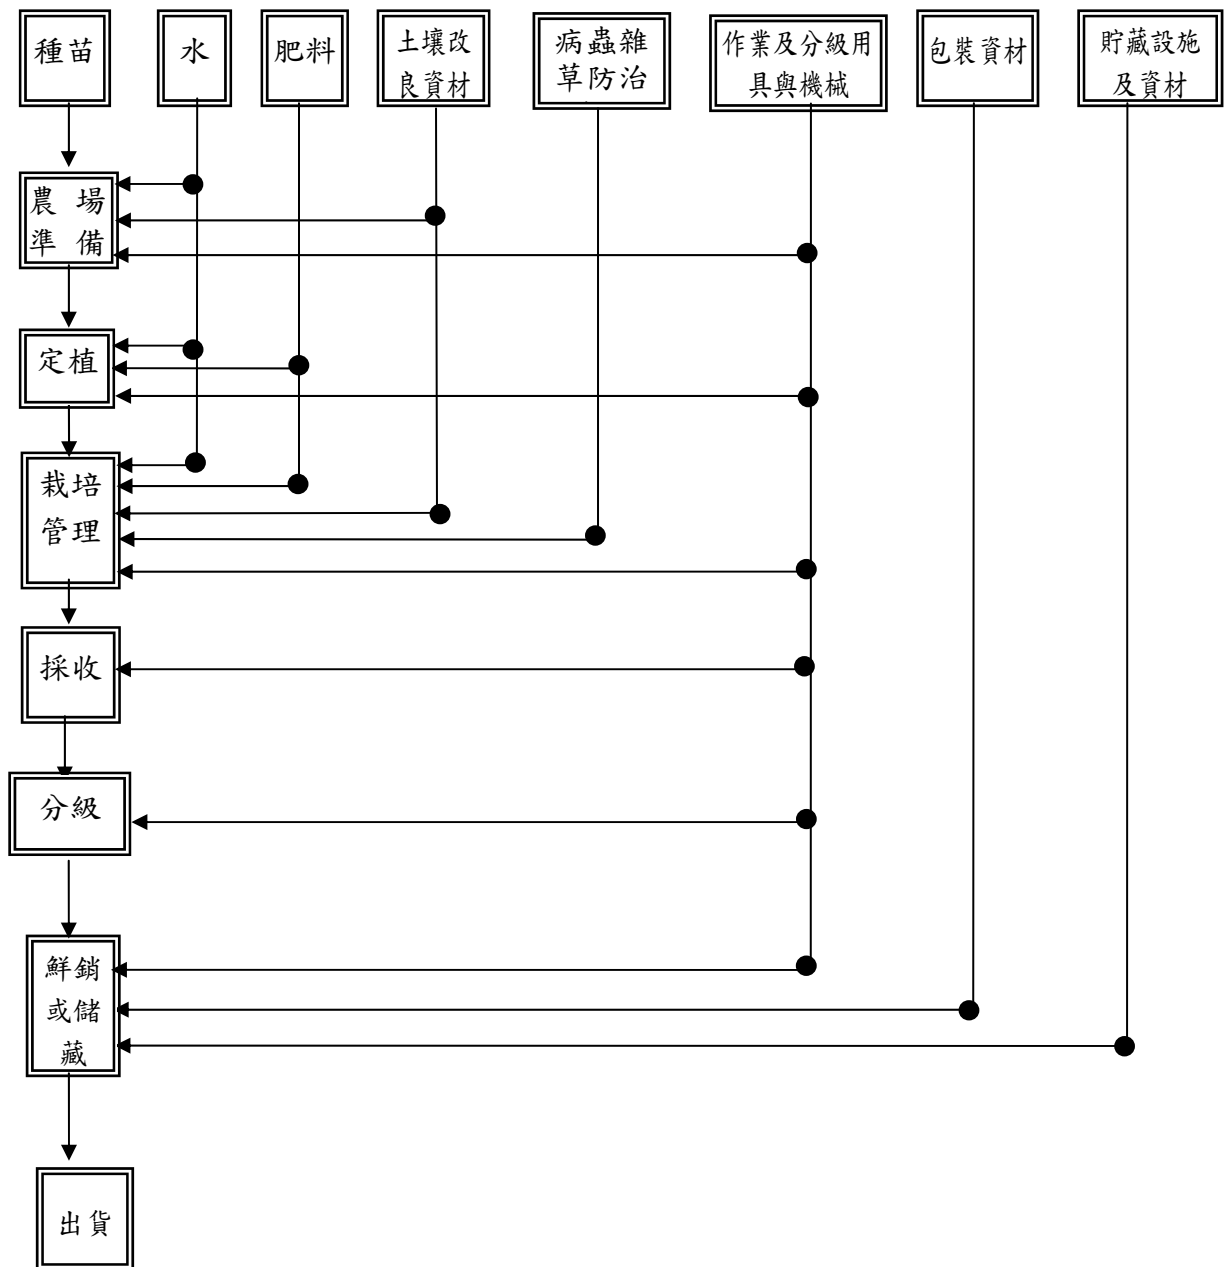 種苗
水
肥料
土壤改
良資材
病蟲雜
草防治
作業及分級用
具與機械
包裝資材
貯藏設施
及資材
農 場
準 備
定植
栽培
管理
採收
分級
鮮銷
或儲
藏
出貨